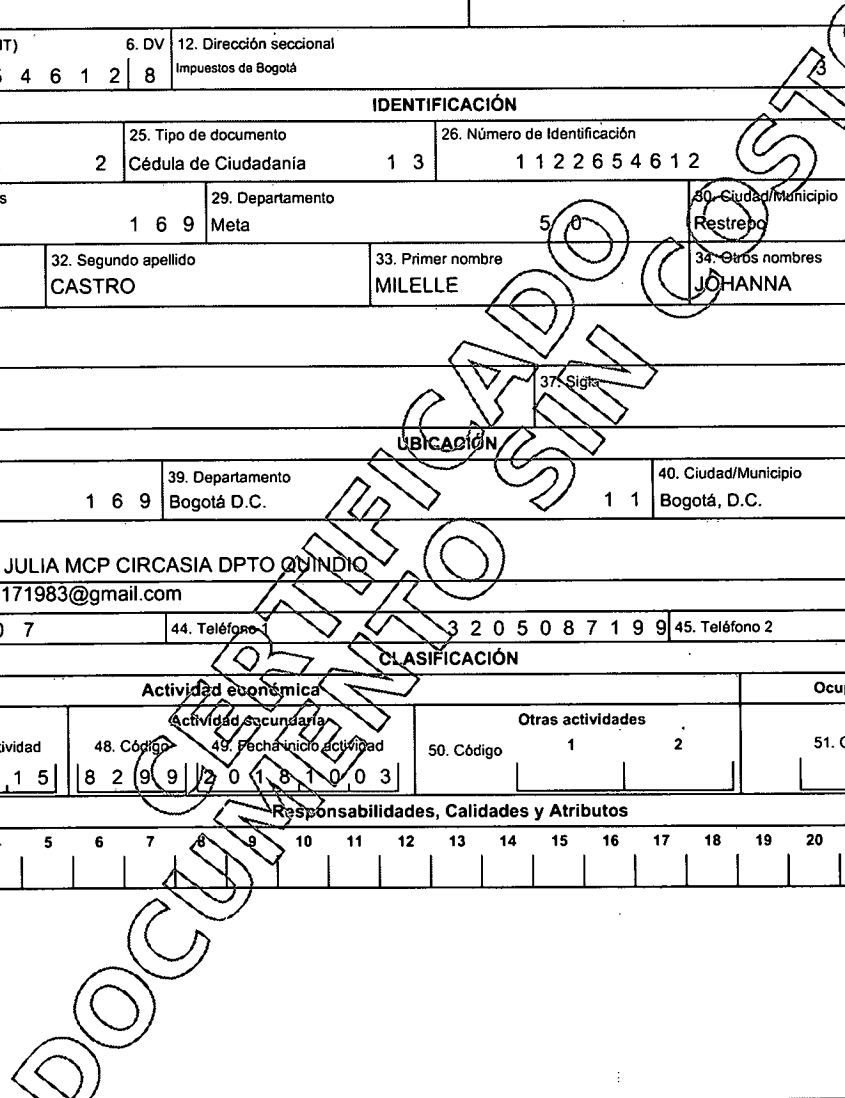 IT) 6. DV 12. Dirección seccional
4 6 1 2 8 Impuestos de Bogotá 3
IDENTIFICACIÓN
25. Tipo de documento 26. Número de Identificación
2 Cédula de Ciudadanía 1 3 1 1 2 2 6 5 4 6 1 2
s 29. Departamento 30. Ciudad/Municipio
1 6 9 Meta 5 0 Restrepo
32. Segundo apellido 33. Primer nombre 34. Otros nombres
CASTRO MILELLE JOHANNA
37. Sigla
UBICACIÓN
39. Departamento 40. Ciudad/Municipio
1 6 9 Bogotá D.C. 1 1 Bogotá, D.C.
JULIA MCP CIRCASIA DPTO QUINDIO
171983@gmail.com
0 7 44. Teléfono 1 3 2 0 5 0 8 7 1 9 9 45. Teléfono 2
CLASIFICACIÓN
Actividad económica Ocup
Actividad secundaria Otras actividades
ividad 48. Código 49. Fecha inicio actividad 50. Código 1 2 51. C
1 5 8 2 9 9 2 0 1 8 1 0 0 3
Responsabilidades, Calidades y Atributos
5 6 7 8 9 10 11 12 13 14 15 16 17 18 19 20
CERTIFICADO
DOCUMENTO SIN COSTO